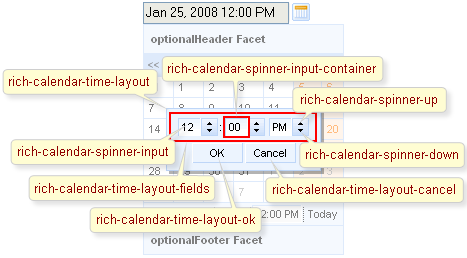 Jan 25, 2008 12:00 PM
optionalHeader Facet
<<
rich-calendar-spinner-input-container
rich-calendar-time-layout
rich-calendar-spinner-up
7
14
12 : 00 PM
20
rich-calendar-spinner-input
OK Cancel
rich-calendar-spinner-down
rich-calendar-time-layout-fields
rich-calendar-time-layout-cancel
7
rich-calendar-time-layout-ok
12:00 PM Today
optionalFooter Facet